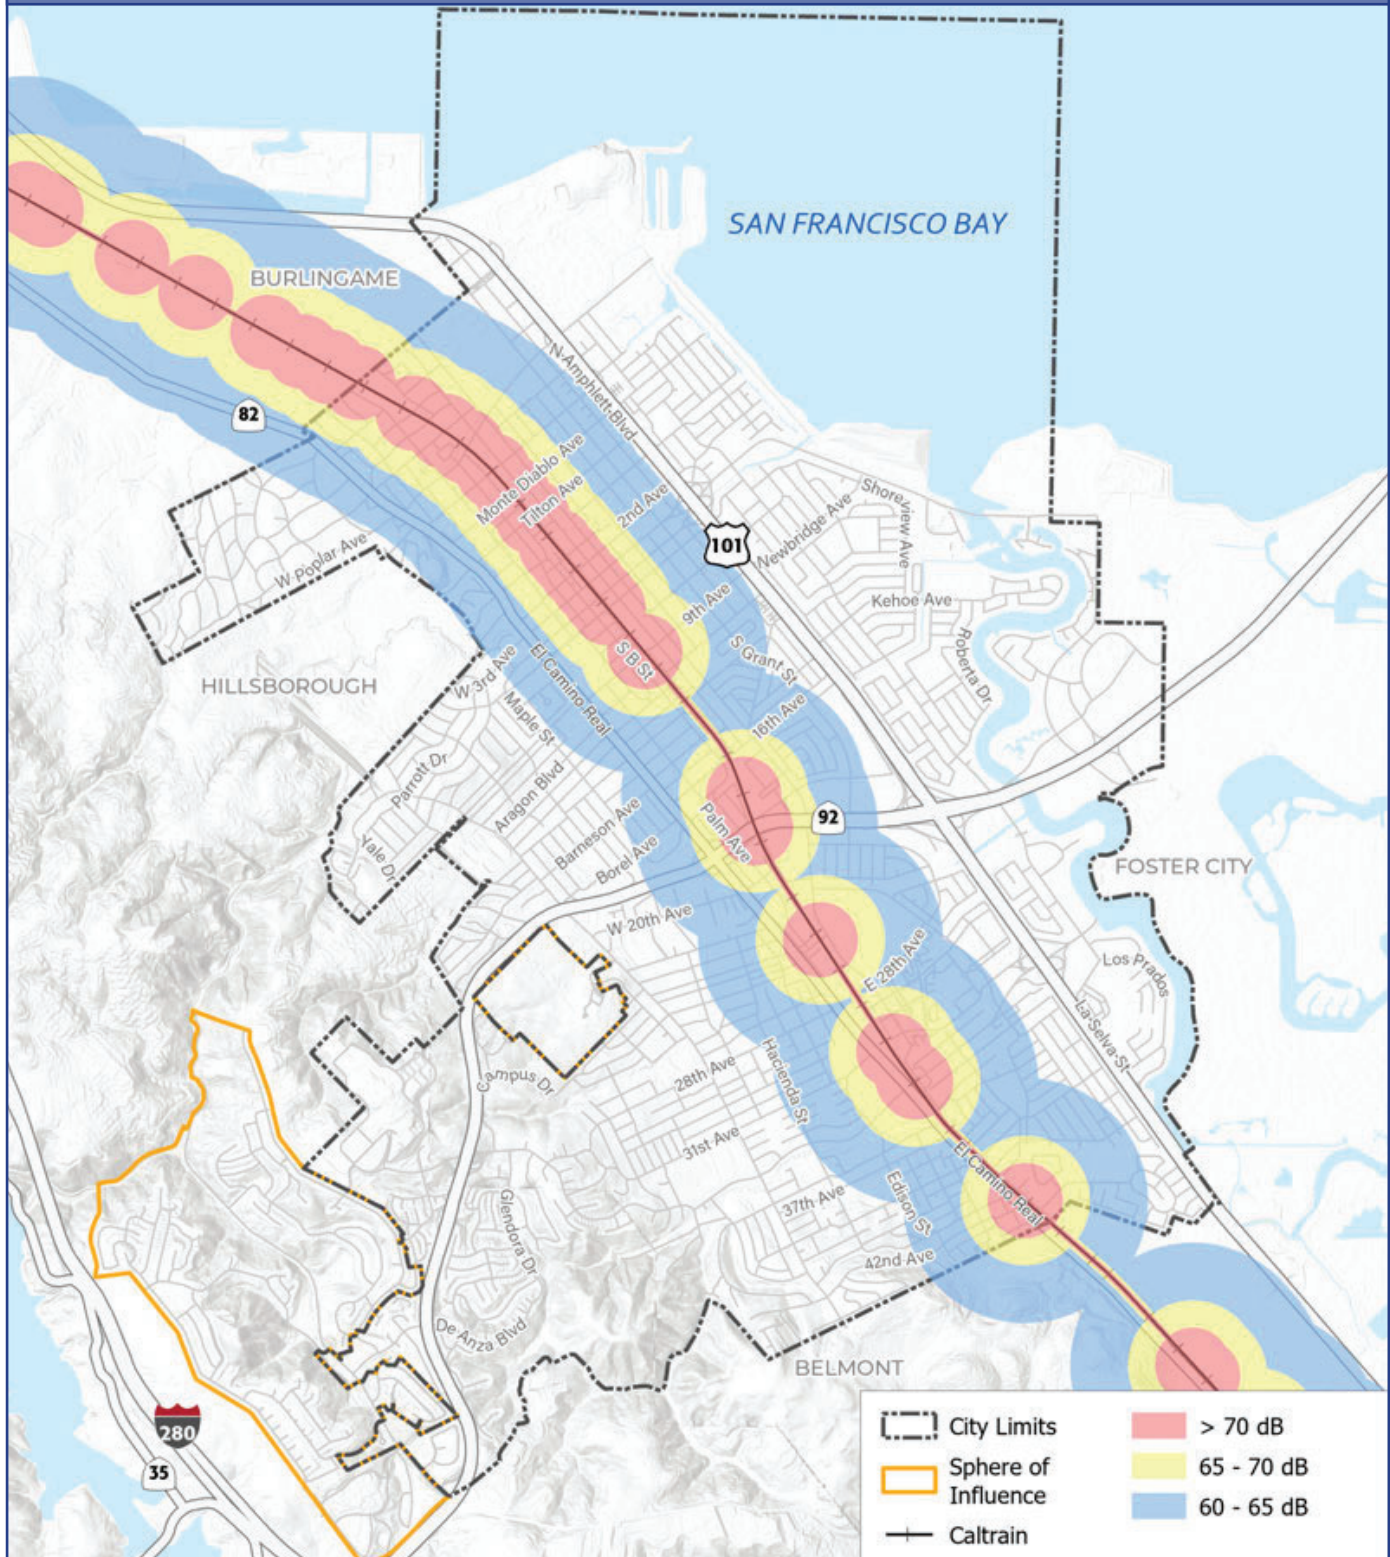 SAN FRANCISCO BAY
BURLINGAME
82
N Amphlett Blvd
Monte Diablo Ave
Tilton Ave
2nd Ave
101
Newbridge Ave
Shoreview Ave
Kehoe Ave
W Poplar Ave
9th Ave
S B St
S Grant St
Roberta Dr
HILLSBOROUGH
W 3rd Ave
El Camino Real
Maple St
16th Ave
Parrott Dr
Aragon Blvd
Yale Dr
Barneson Ave
Borel Ave
Palm Ave
92
FOSTER CITY
W 20th Ave
E 28th Ave
Los Prados
La Selva St
Campus Dr
28th Ave
Hacienda St
31st Ave
El Camino Real
Edison St
37th Ave
Glendora Dr
42nd Ave
De Anza Blvd
BELMONT
280
35
City Limits
Sphere of
Influence
Caltrain
> 70 dB
65 - 70 dB
60 - 65 dB